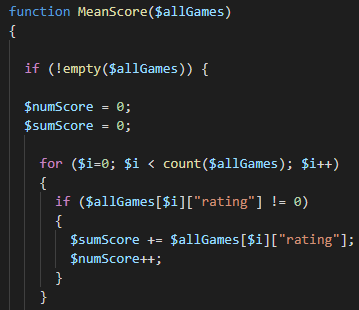 function MeanScore($allGames)
{
if (!empty($allGames)) {
$numScore = 0;
$sumScore = 0;
for ($i=0; $i < count($allGames); $i++)
{
if ($allGames[$i]["rating"] != 0)
{
$sumScore += $allGames[$i]["rating"];
$numScore++;
}
}